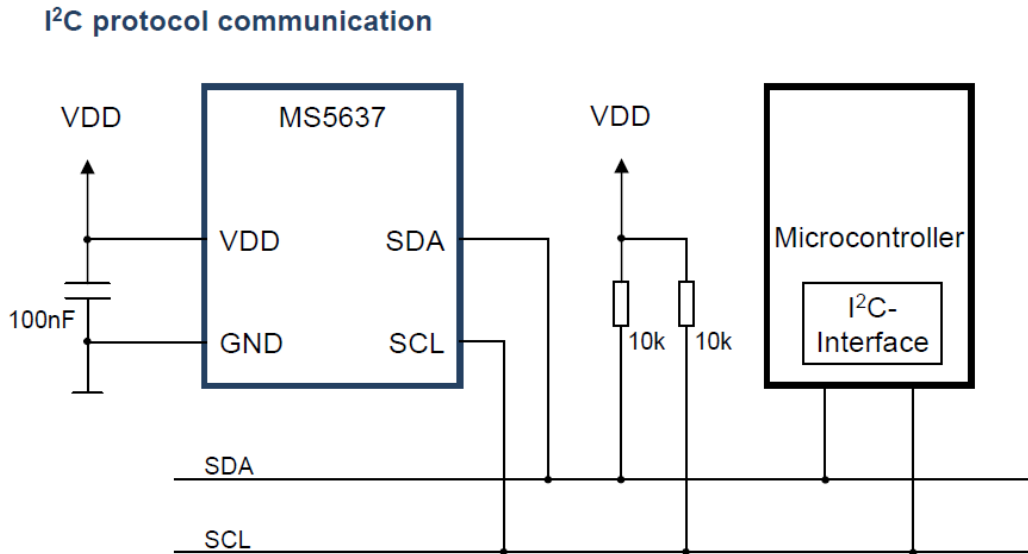 I²C protocol communication
VDD
MS5637
VDD
VDD
SDA
Microcontroller
100nF
I²C-
Interface
GND
SCL
10k
10k
SDA
SCL